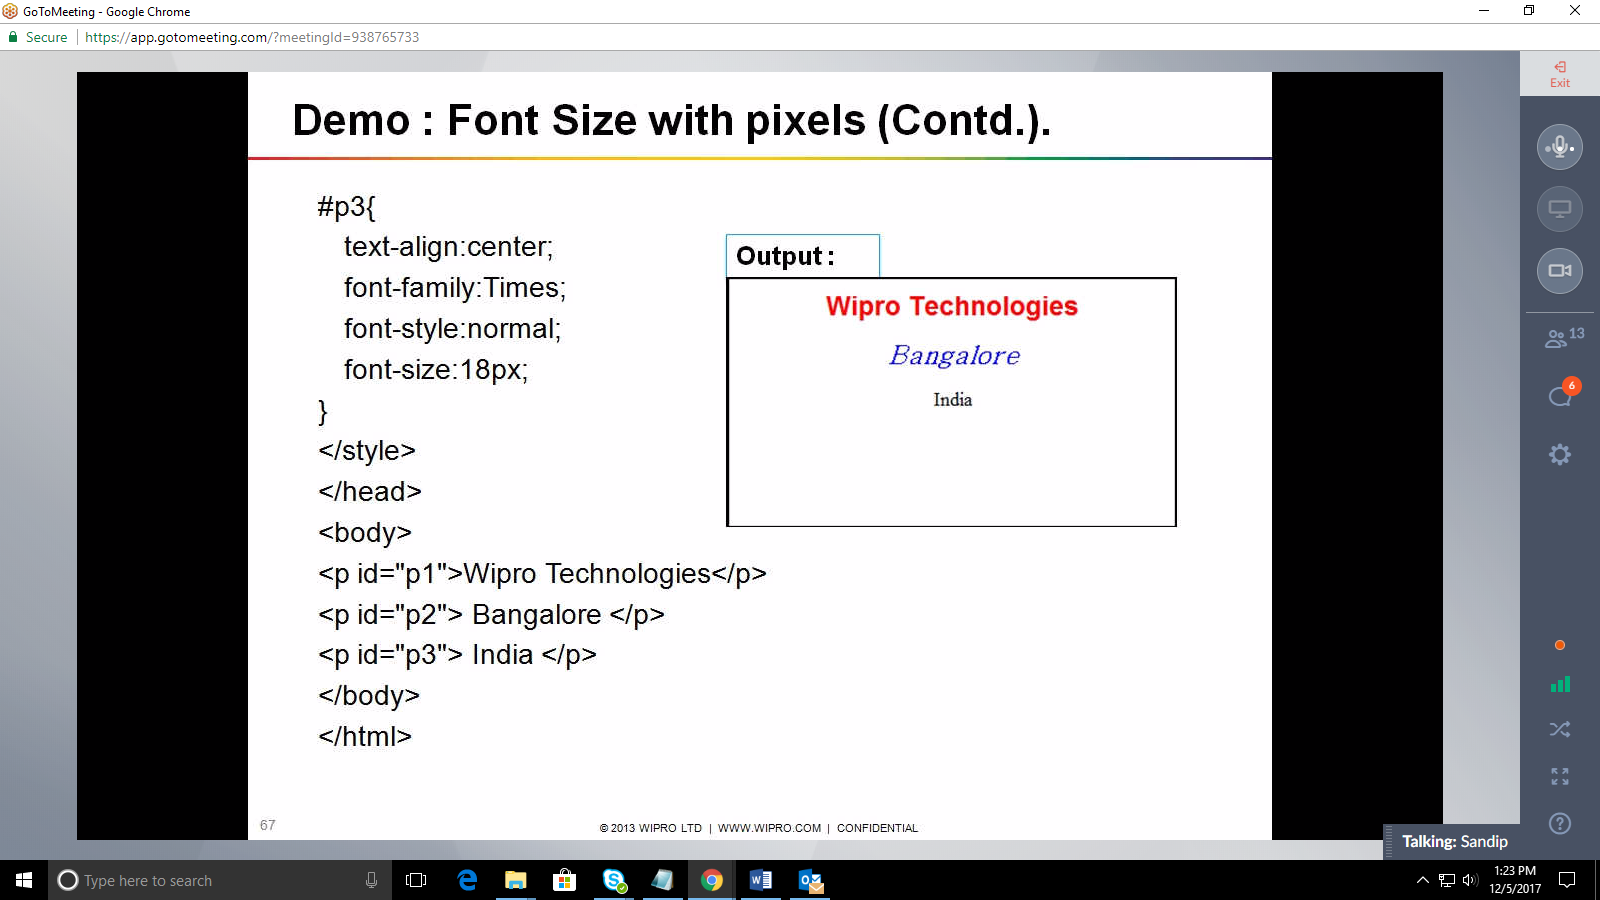 GoToMeeting - Google Chrome
Secure | https://app.gotomeeting.com/?meetingId=938765733
Exit
Demo : Font Size with pixels (Contd.).
#p3{
text-align:center;
font-family:Times;
font-style:normal;
font-size:18px;
}
</style>
</head>
<body>
<p id="p1">Wipro Technologies</p>
<p id="p2"> Bangalore </p>
<p id="p3"> India </p>
</body>
</html>
Output :
Wipro Technologies
Bangalore
India
13
6
67
© 2013 WIPRO LTD | WWW.WIPRO.COM | CONFIDENTIAL
Talking: Sandip
Type here to search
1:23 PM
12/5/2017